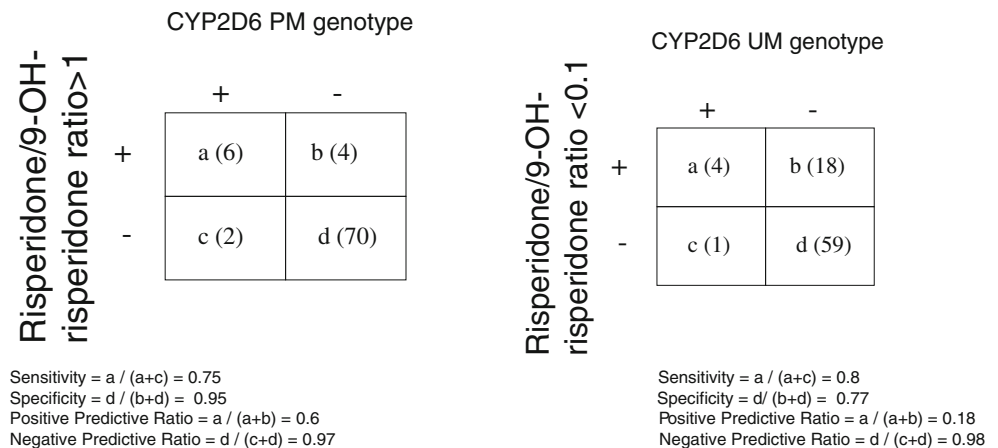 CYP2D6 PM genotype
Risperidone/9-OH-
risperidone ratio>1
+ -
+ a (6) b (4)
- c (2) d (70)
Sensitivity = a / (a+c) = 0.75
Specificity = d / (b+d) = 0.95
Positive Predictive Ratio = a / (a+b) = 0.6
Negative Predictive Ratio = d / (c+d) = 0.97
CYP2D6 UM genotype
Risperidone/9-OH-
risperidone ratio <0.1
+ -
+ a (4) b (18)
- c (1) d (59)
Sensitivity = a / (a+c) = 0.8
Specificity = d/ (b+d) = 0.77
Positive Predictive Ratio = a / (a+b) = 0.18
Negative Predictive Ratio = d / (c+d) = 0.98